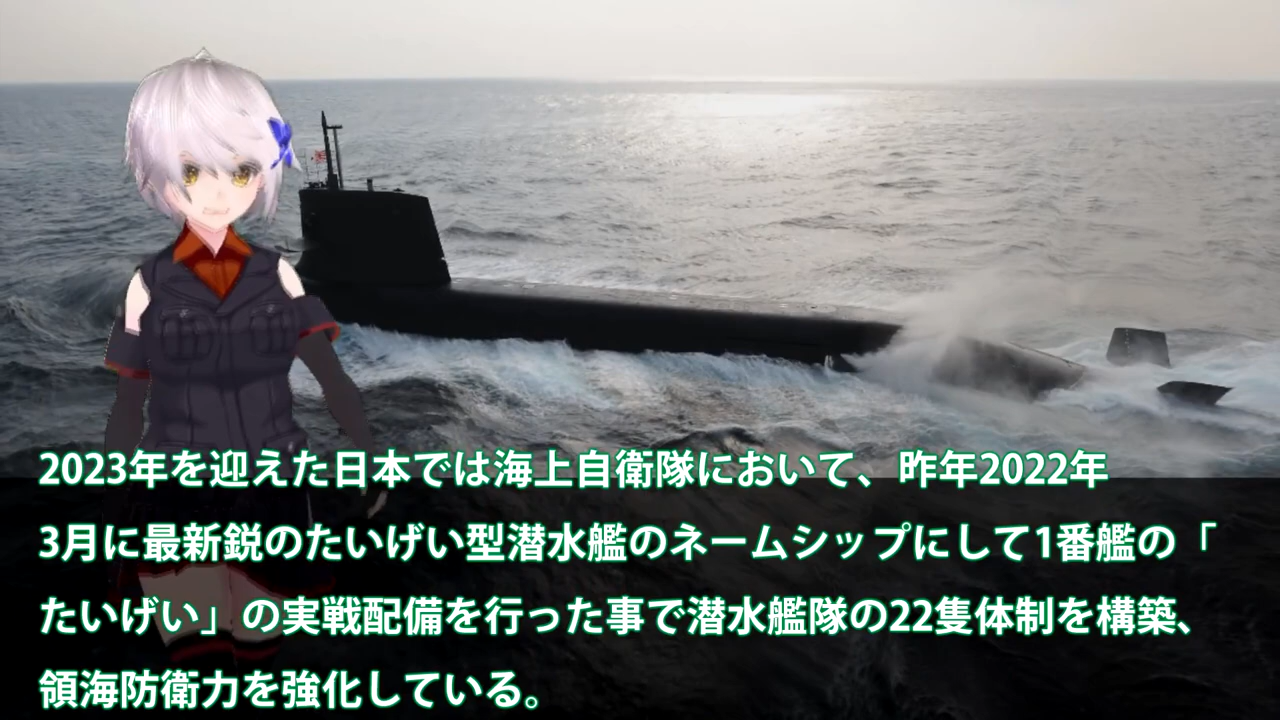 2023年を迎えた日本では海上自衛隊において、昨年2022年
3月に最新鋭のたいげい型潜水艦のネームシップにして1番艦の「
たいげい」の実戦配備を行った事で潜水艦隊の22隻体制を構築、
領海防衛力を強化している。